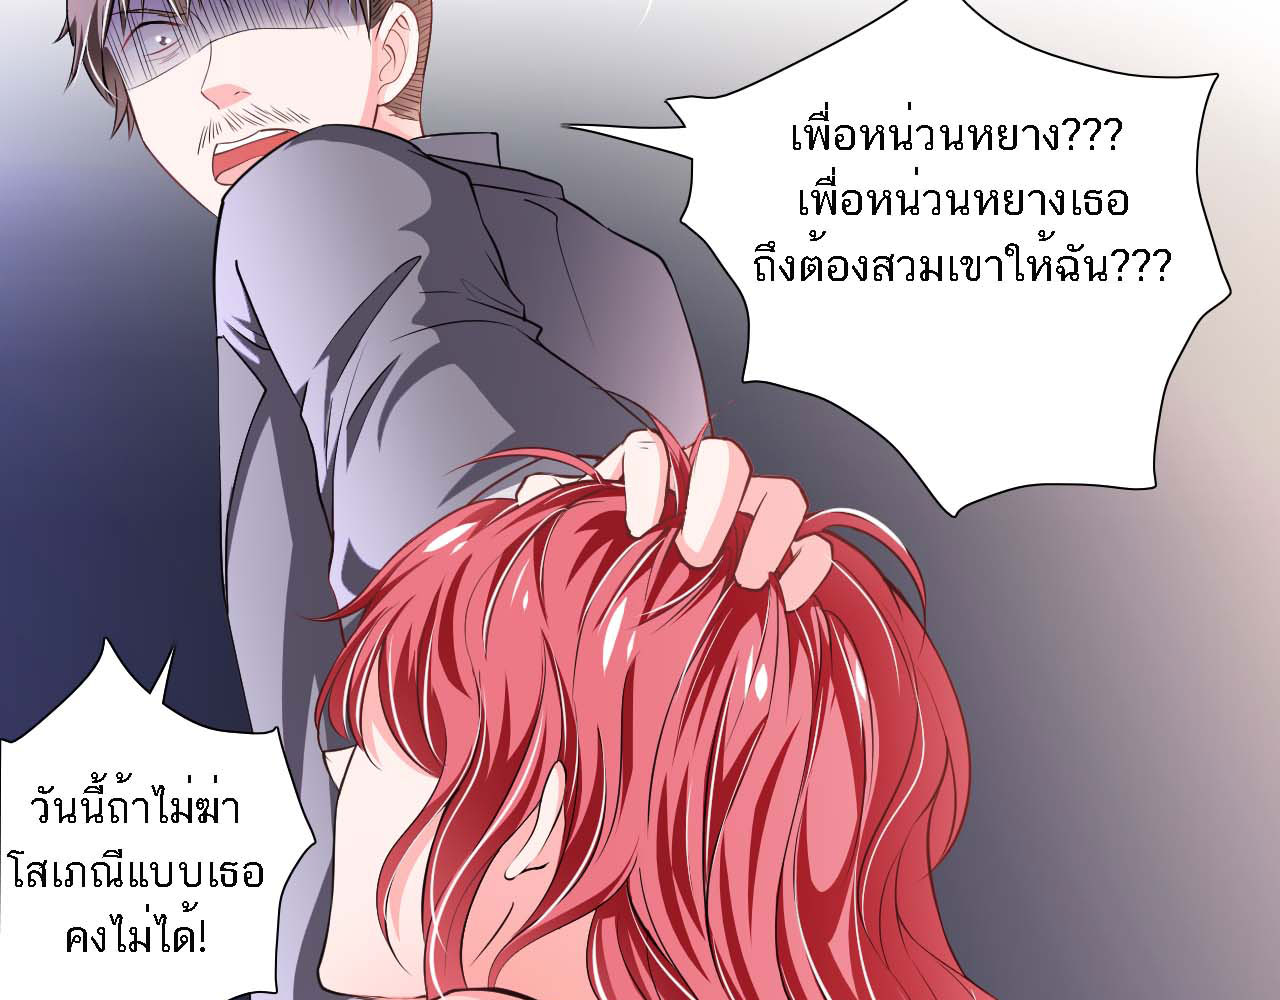 เพื่อหน่วนหยาง???
เพื่อหน่วนหยางเธอ
ถึงต้องสวมเขาให้ฉัน???
วันนี้ถ้าไม่ฆ่า
โสเภณีแบบเธอ
คงไม่ได้!